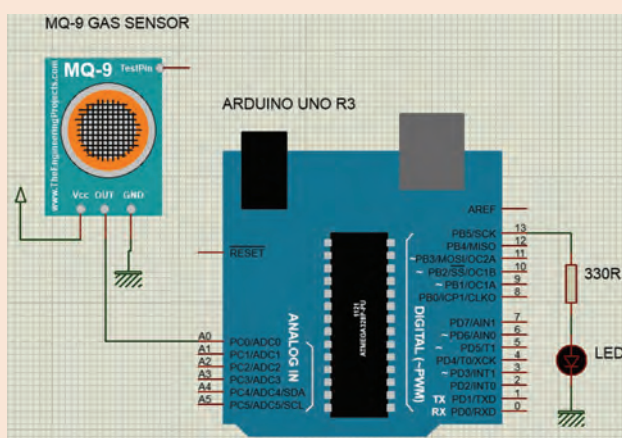 MQ-9 GAS SENSOR
MQ-9
TestPin
www.TheEngineeringProjects.com
Vcc OUT GND
ARDUINO UNO R3
RESET
AREF
PB5/SCK 13
PB4/MISO 12
~PB3/MOSI/OC2A 11
~PB2/SS/OC1B 10
~PB1/OC1A 9
PB0/ICP1/CLKO 8
PD7/AIN1 7
~PD6/AIN0 6
~PD5/T1 5
PD4/T0/XCK 4
~PD3/INT1 3
PD2/INT0 2
TX PD1/TXD 1
RX PD0/RXD 0
DIGITAL (~PWM)
1121
ATMEGA328P-PU
ANALOG IN
A0 PC0/ADC0
A1 PC1/ADC1
A2 PC2/ADC2
A3 PC3/ADC3
A4 PC4/ADC4/SDA
A5 PC5/ADC5/SCL
330R
LED